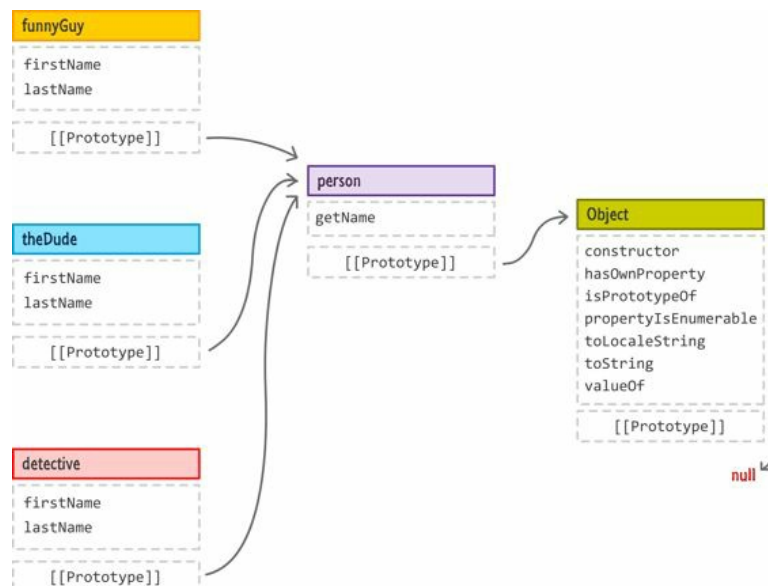 funnyGuy
firstName
lastName
[[Prototype]]
theDude
firstName
lastName
[[Prototype]]
detective
firstName
lastName
[[Prototype]]
person
getName
[[Prototype]]
Object
constructor
hasOwnProperty
isPrototypeOf
propertyIsEnumerable
toLocaleString
toString
valueOf
[[Prototype]]
null